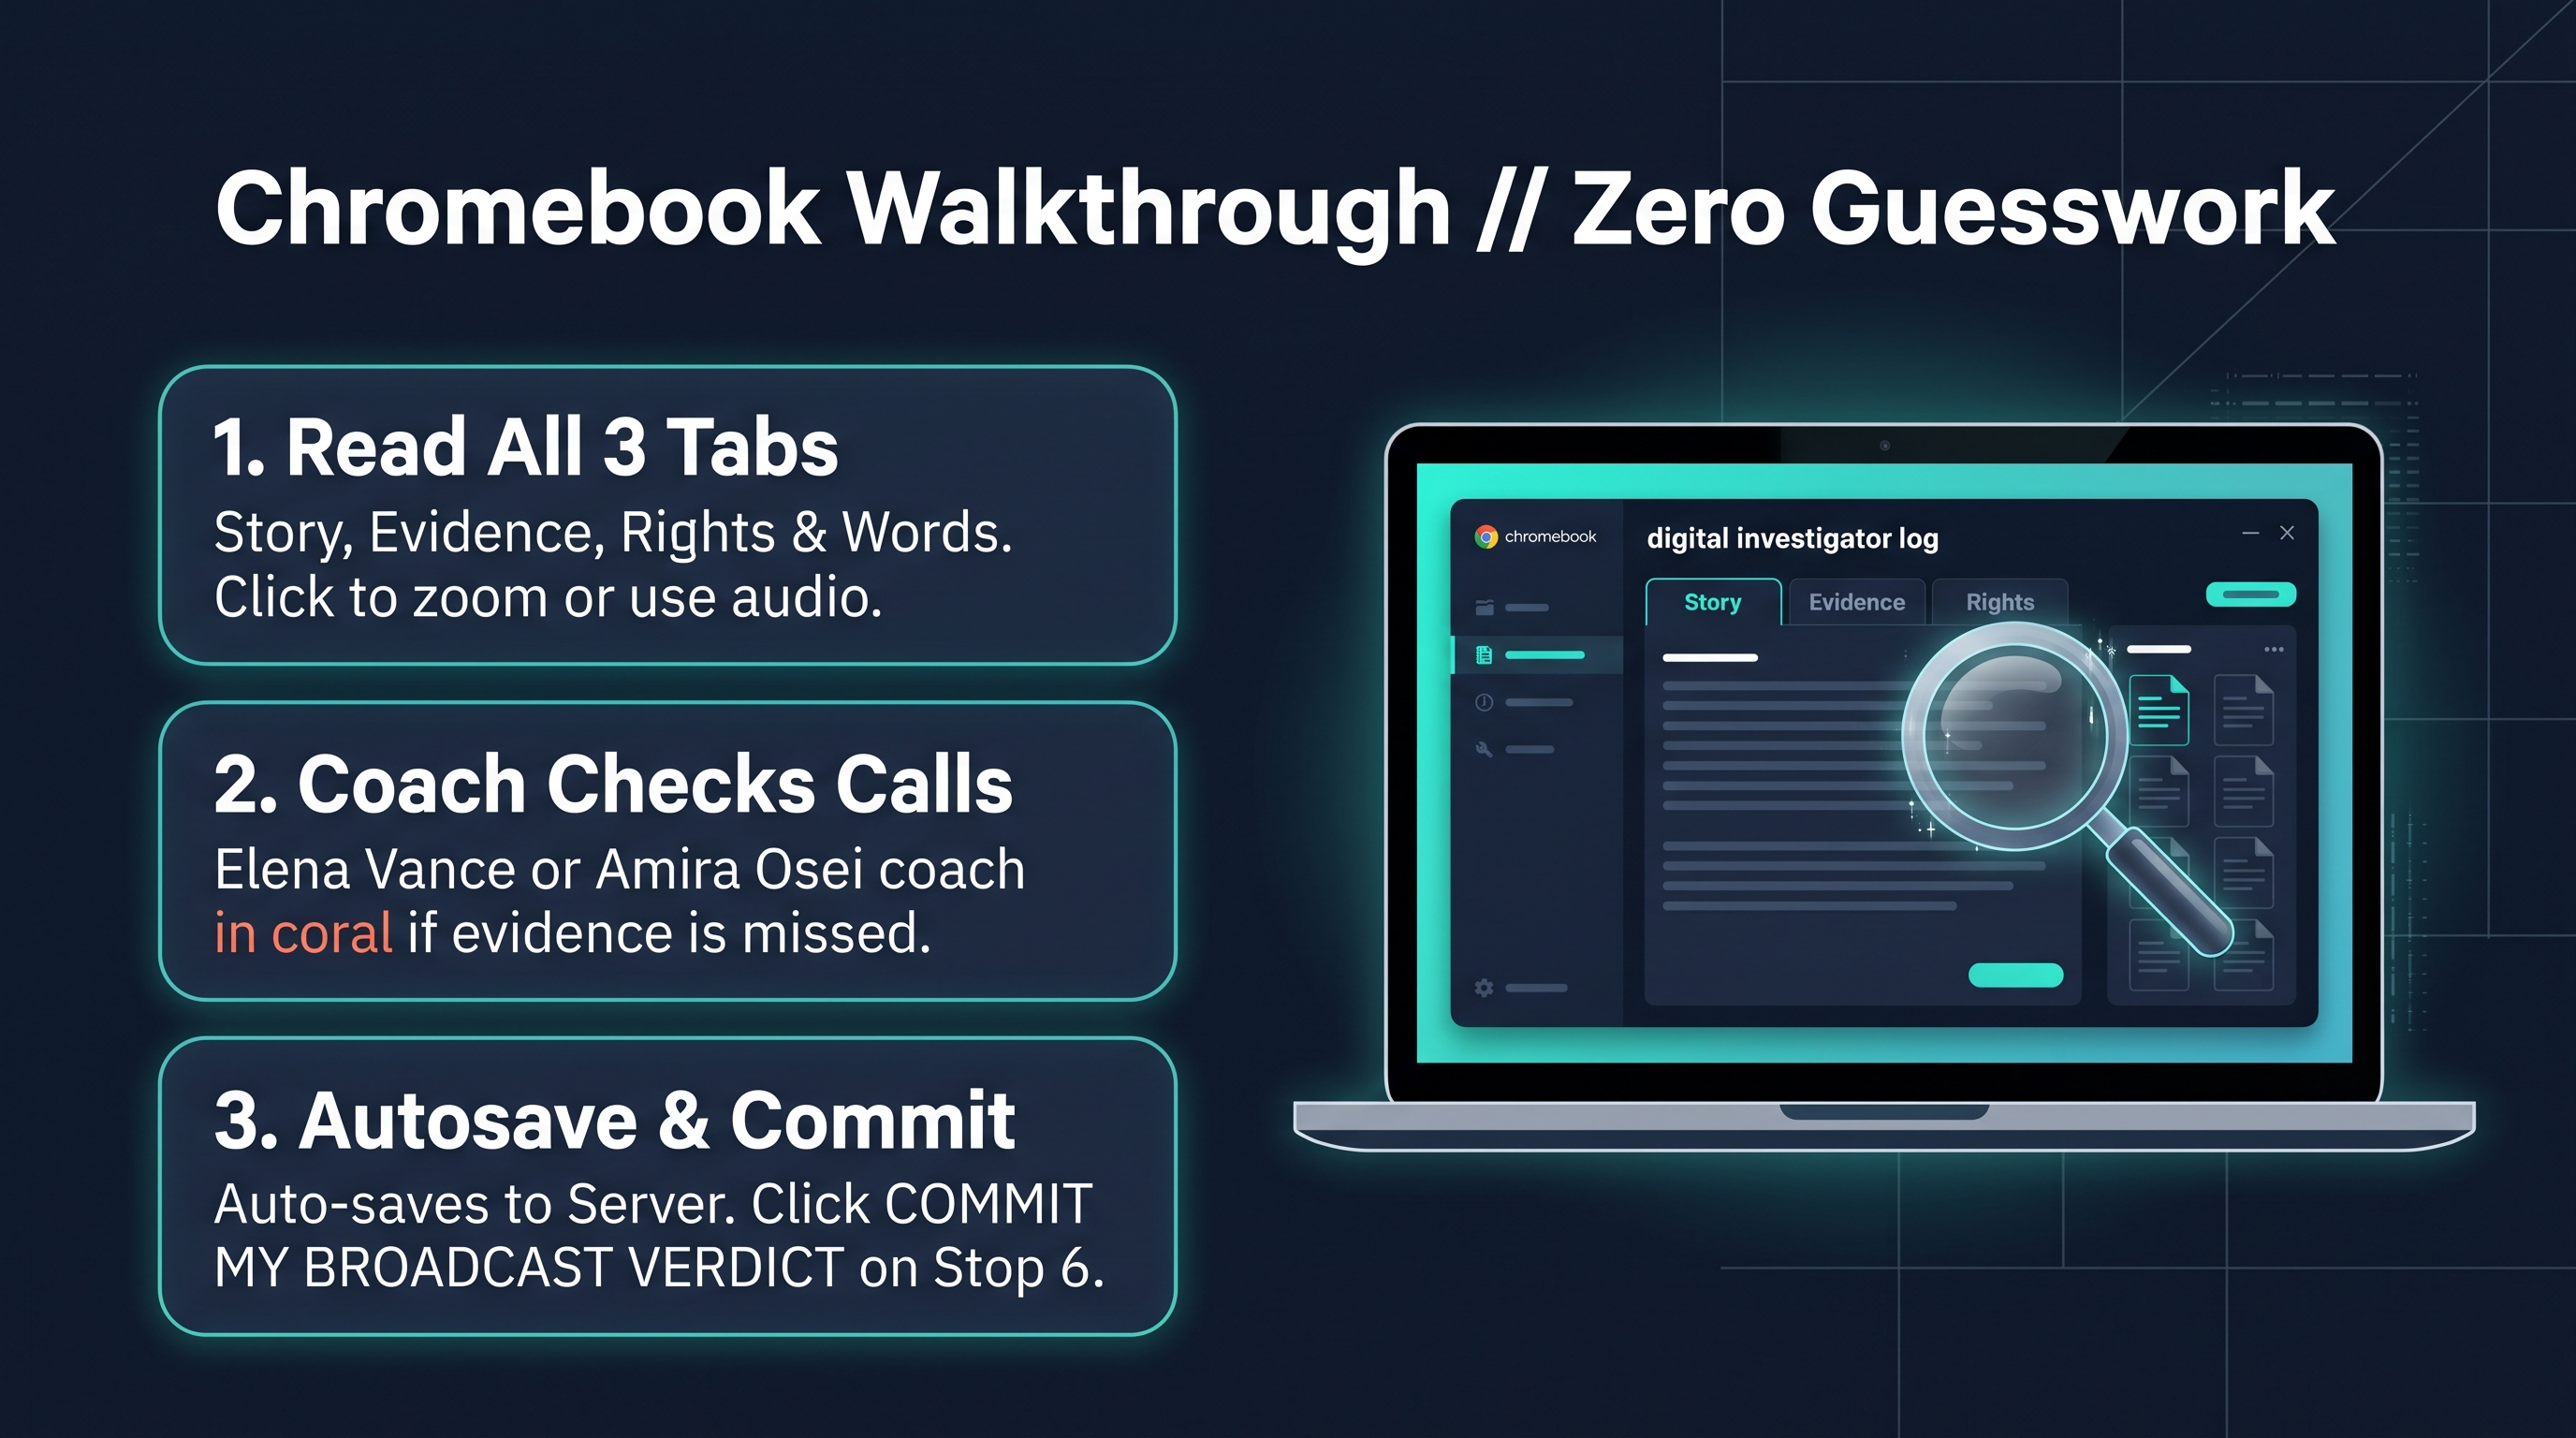 Chromebook Walkthrough // Zero Guesswork
1. Read All 3 Tabs
Story, Evidence, Rights & Words.
Click to zoom or use audio.
2. Coach Checks Calls
Elena Vance or Amira Osei coach
in coral if evidence is missed.
3. Autosave & Commit
Auto-saves to Server. Click COMMIT
MY BROADCAST VERDICT on Stop 6.
chromebook
digital investigator log
Story
Evidence
Rights